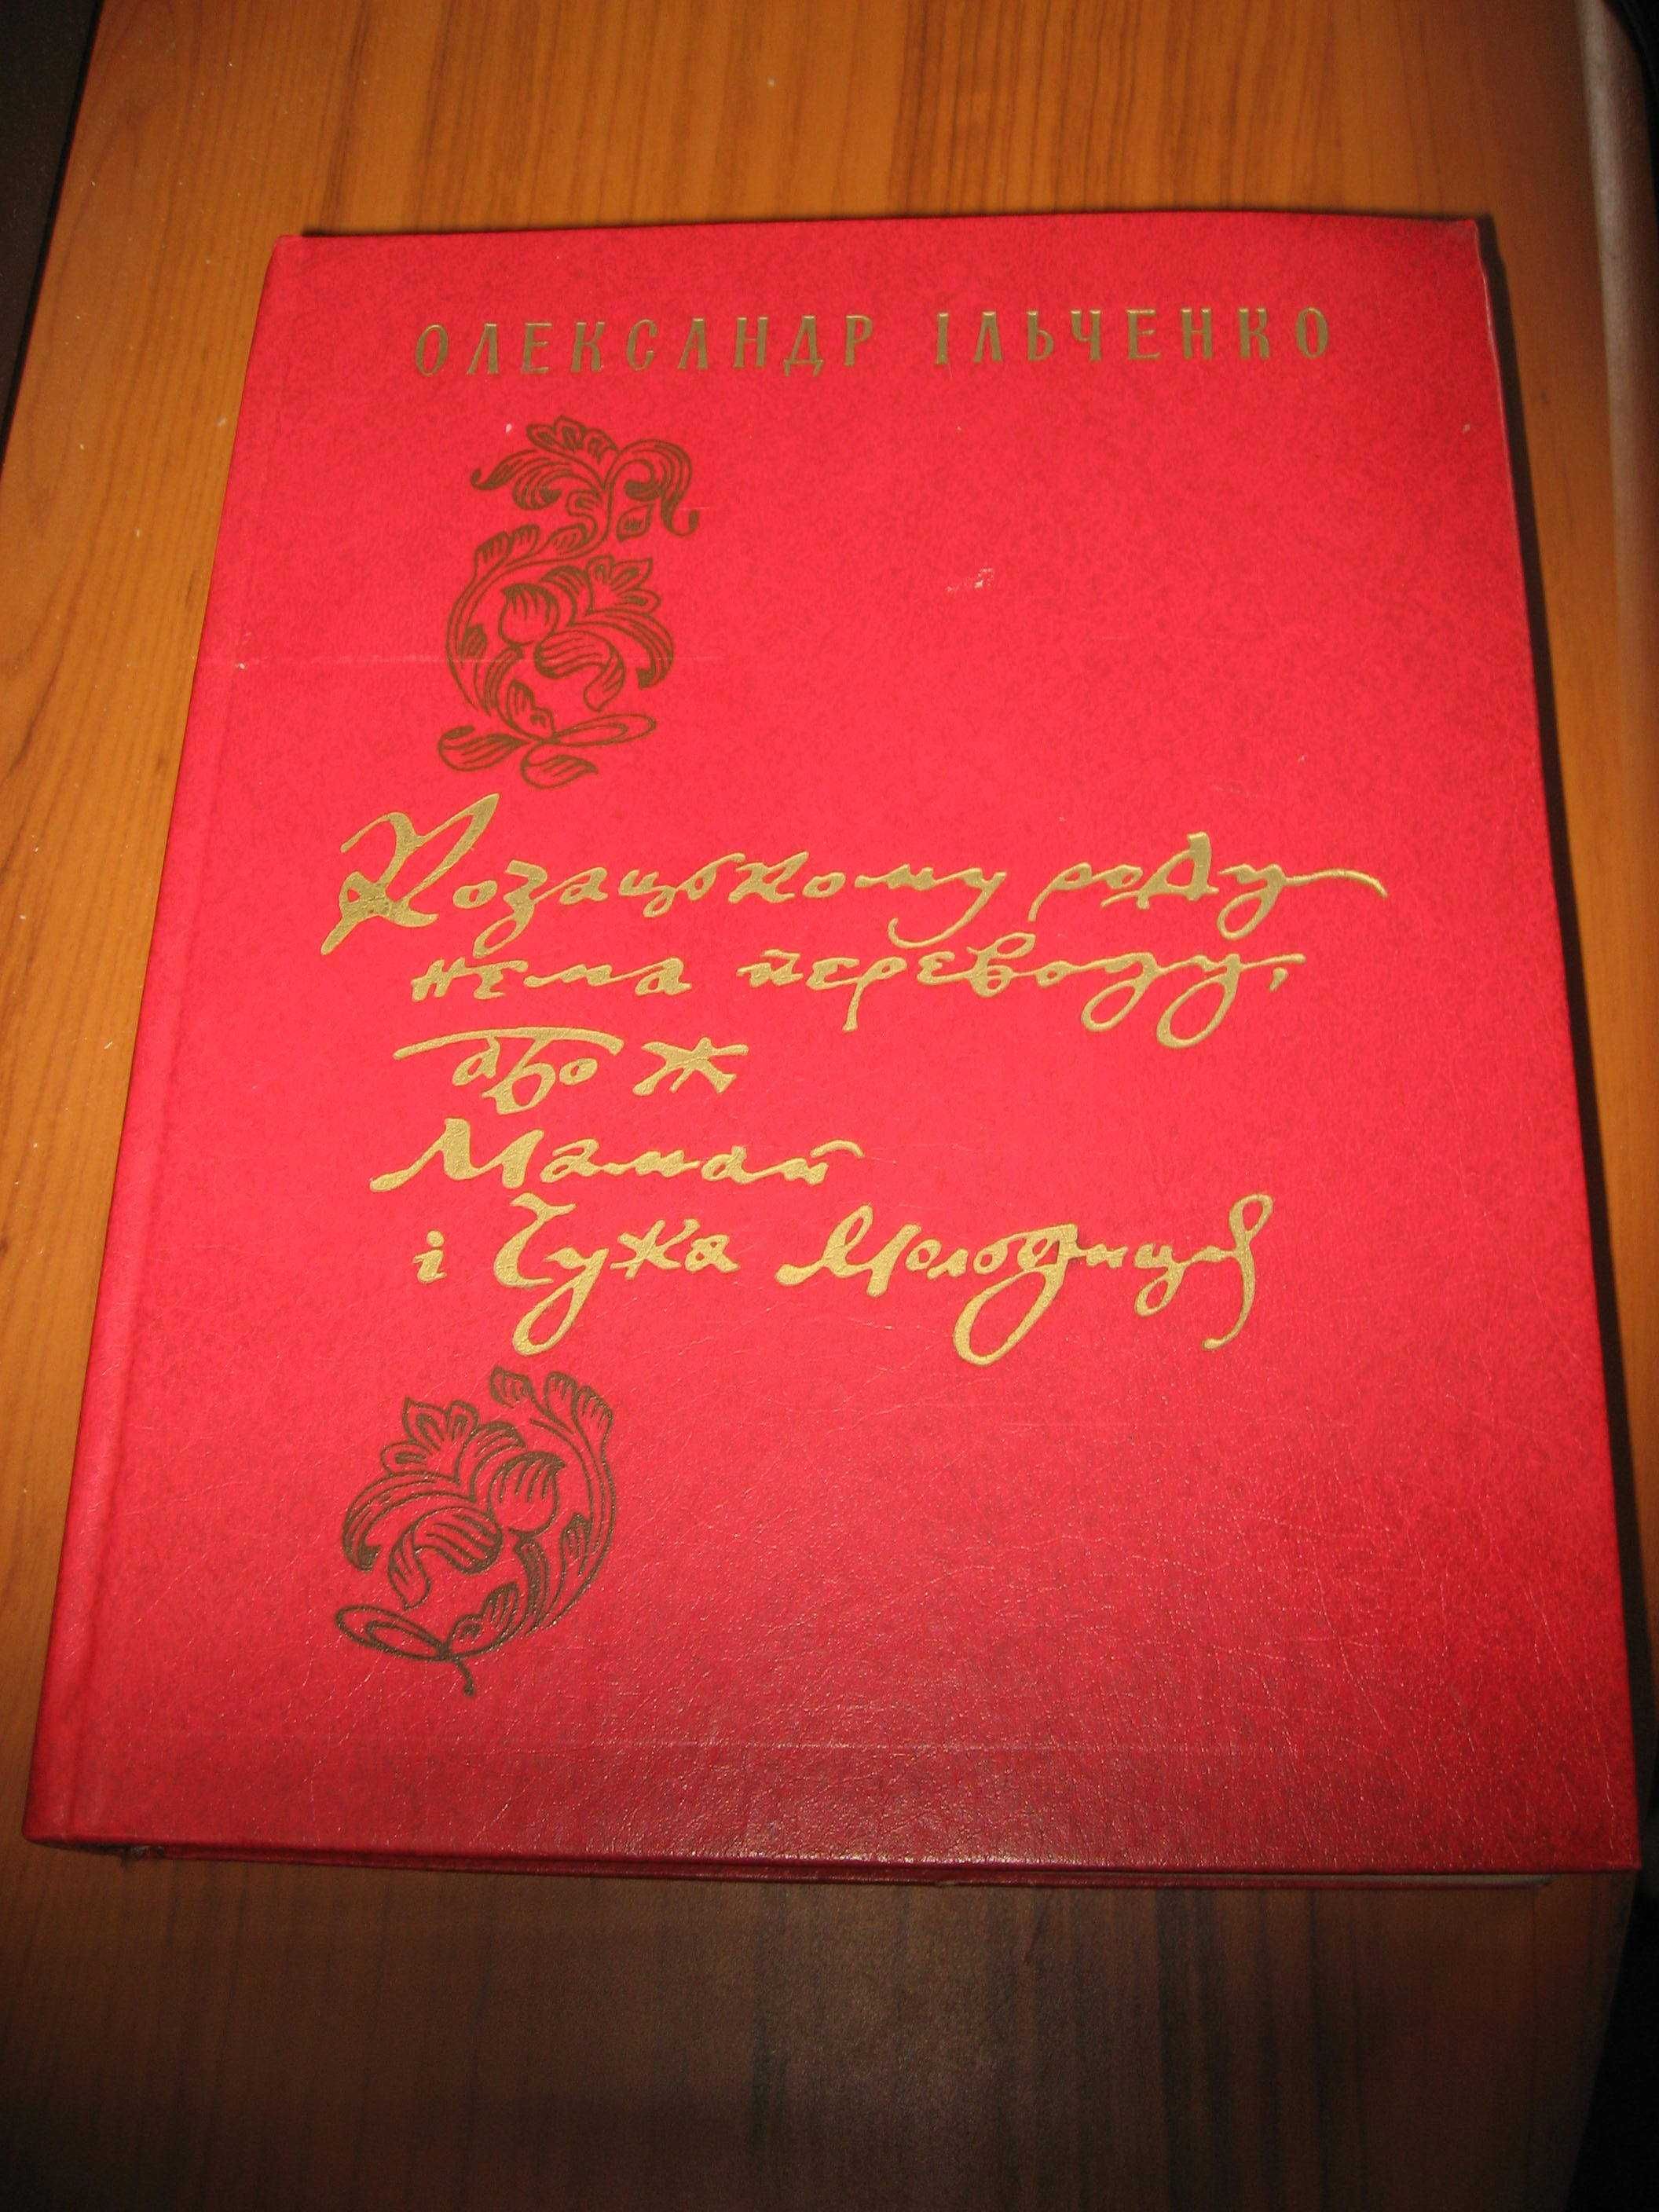 ОЛЕКСАНДР ІЛЬЧЕНКО
Козацькому роду
нема переводу,
або ж
Мамай
і Чужа Молодиця